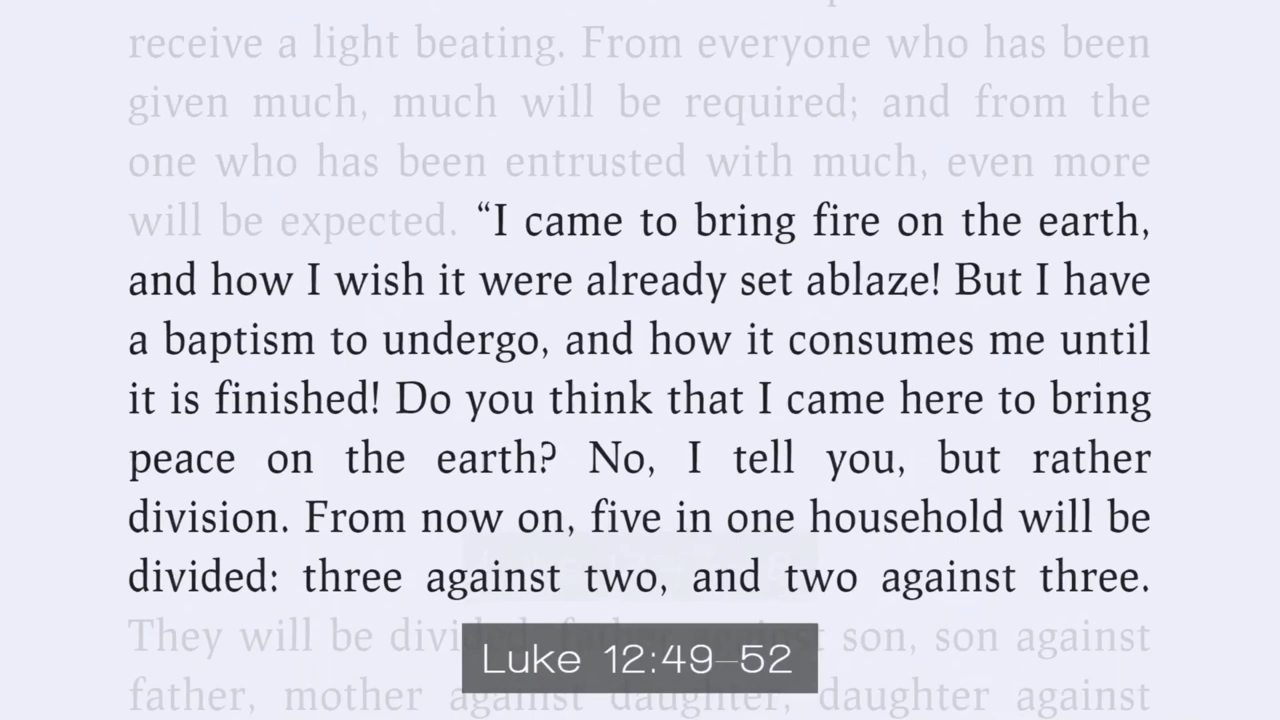 receive a light beating. From everyone who has been
given much, much will be required; and from the
one who has been entrusted with much, even more
will be expected. “I came to bring fire on the earth,
and how I wish it were already set ablaze! But I have
a baptism to undergo, and how it consumes me until
it is finished! Do you think that I came here to bring
peace on the earth? No, I tell you, but rather
division. From now on, five in one household will be
divided: three against two, and two against three.
They will be divided, father against son, son against
Luke 12:49–52
father, mother against daughter, daughter against